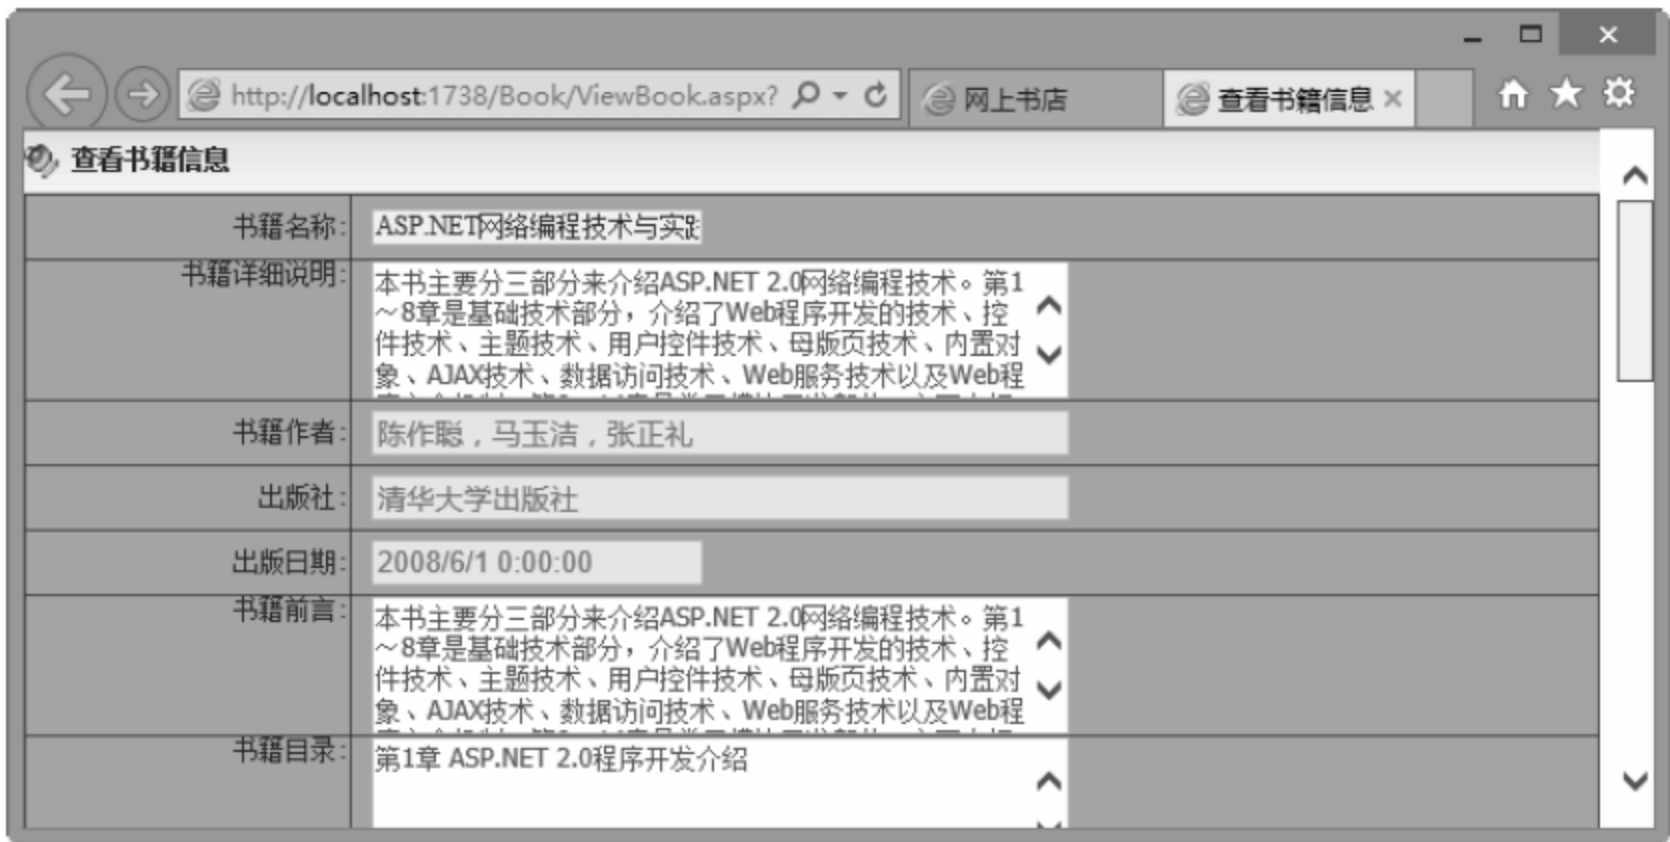 http://localhost:1738/Book/ViewBook.aspx?
网上书店
查看书籍信息
查看书籍信息
书籍名称:
ASP.NET网络编程技术与实
书籍详细说明:
本书主要分三部分来介绍ASP.NET 2.0网络编程技术。第1
～8章是基础技术部分，介绍了Web程序开发的技术、控
件技术、主题技术、用户控件技术、母版页技术、内置对
象、AJAX技术、数据访问技术、Web服务技术以及Web程
书籍作者:
陈作聪，马玉洁，张正礼
出版社:
清华大学出版社
出版日期:
2008/6/1 0:00:00
书籍前言:
本书主要分三部分来介绍ASP.NET 2.0网络编程技术。第1
～8章是基础技术部分，介绍了Web程序开发的技术、控
件技术、主题技术、用户控件技术、母版页技术、内置对
象、AJAX技术、数据访问技术、Web服务技术以及Web程
书籍目录:
第1章 ASP.NET 2.0程序开发介绍